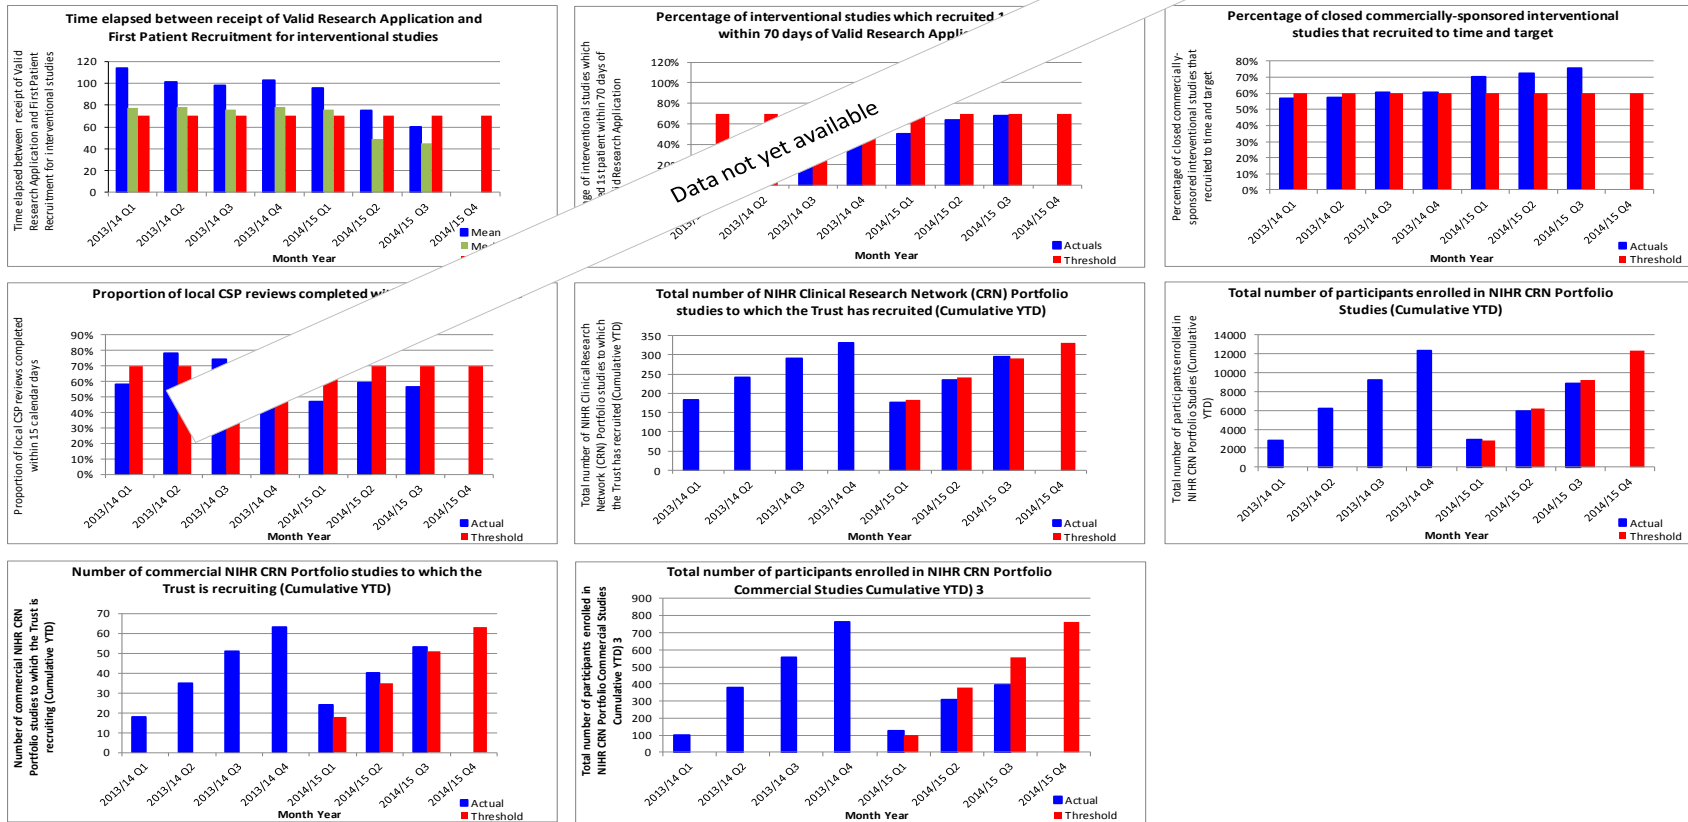 Time elapsed between receipt of Valid Research Application and
First Patient Recruitment for interventional studies
Time elapsed between receipt of Valid
Research Application and First Patient
Recruitment for interventional studies
120
100
80
60
40
20
0
2013/14 Q1
2013/14 Q2
2013/14 Q3
2013/14 Q4
2014/15 Q1
2014/15 Q2
2014/15 Q3
2014/15 Q4
Mean
Month Year
Percentage of interventional studies which recruited
within 70 days of Valid Research
of interventional studies which
1st patient within 70 days of
Research Application
120%
100%
80%
60%
40%
2013/14 Q2
2013/14 Q3
2013/14 Q4
2014/15 Q1
2014/15 Q2
2014/15 Q3
2014/15 Q4
Actuals
Threshold
Month Year
Data not yet available
Percentage of closed commercially-sponsored interventional
studies that recruited to time and target
Percentage of closed commercially-
sponsored interventional studies that
recruited to time and target
80%
70%
60%
50%
40%
30%
20%
10%
0%
2013/14 Q1
2013/14 Q2
2013/14 Q3
2013/14 Q4
2014/15 Q1
2014/15 Q2
2014/15 Q3
2014/15 Q4
Actuals
Threshold
Month Year
Proportion of local CSP reviews completed
Proportion of local CSP reviews completed
within 15 calendar days
90%
80%
70%
60%
50%
40%
30%
20%
10%
0%
2013/14 Q1
2013/14 Q2
2013/14 Q3
2013/14 Q4
2014/15 Q1
2014/15 Q2
2014/15 Q3
2014/15 Q4
Actual
Threshold
Month Year
Total number of NIHR Clinical Research Network (CRN) Portfolio
studies to which the Trust has recruited (Cumulative YTD)
Total number of NIHR Clinical Research
Network (CRN) Portfolio studies to which
the Trust has recruited (Cumulative YTD)
350
300
250
200
150
100
50
0
2013/14 Q1
2013/14 Q2
2013/14 Q3
2013/14 Q4
2014/15 Q1
2014/15 Q2
2014/15 Q3
2014/15 Q4
Actual
Threshold
Month Year
Total number of participants enrolled in NIHR CRN Portfolio
Studies (Cumulative YTD)
Total number of participants enrolled in
NIHR CRN Portfolio Studies (Cumulative
YTD)
14000
12000
10000
8000
6000
4000
2000
0
2013/14 Q1
2013/14 Q2
2013/14 Q3
2013/14 Q4
2014/15 Q1
2014/15 Q2
2014/15 Q3
2014/15 Q4
Actual
Threshold
Month Year
Number of commercial NIHR CRN Portfolio studies to which the
Trust is recruiting (Cumulative YTD)
Number of commercial NIHR CRN
Portfolio studies to which the Trust is
recruiting (Cumulative YTD)
70
60
50
40
30
20
10
0
2013/14 Q1
2013/14 Q2
2013/14 Q3
2013/14 Q4
2014/15 Q1
2014/15 Q2
2014/15 Q3
2014/15 Q4
Actual
Threshold
Month Year
Total number of participants enrolled in NIHR CRN Portfolio
Commercial Studies Cumulative YTD) 3
Total number of participants enrolled in
NIHR CRN Portfolio Commercial Studies
Cumulative YTD) 3
900
800
700
600
500
400
300
200
100
0
2013/14 Q1
2013/14 Q2
2013/14 Q3
2013/14 Q4
2014/15 Q1
2014/15 Q2
2014/15 Q3
2014/15 Q4
Actual
Threshold
Month Year